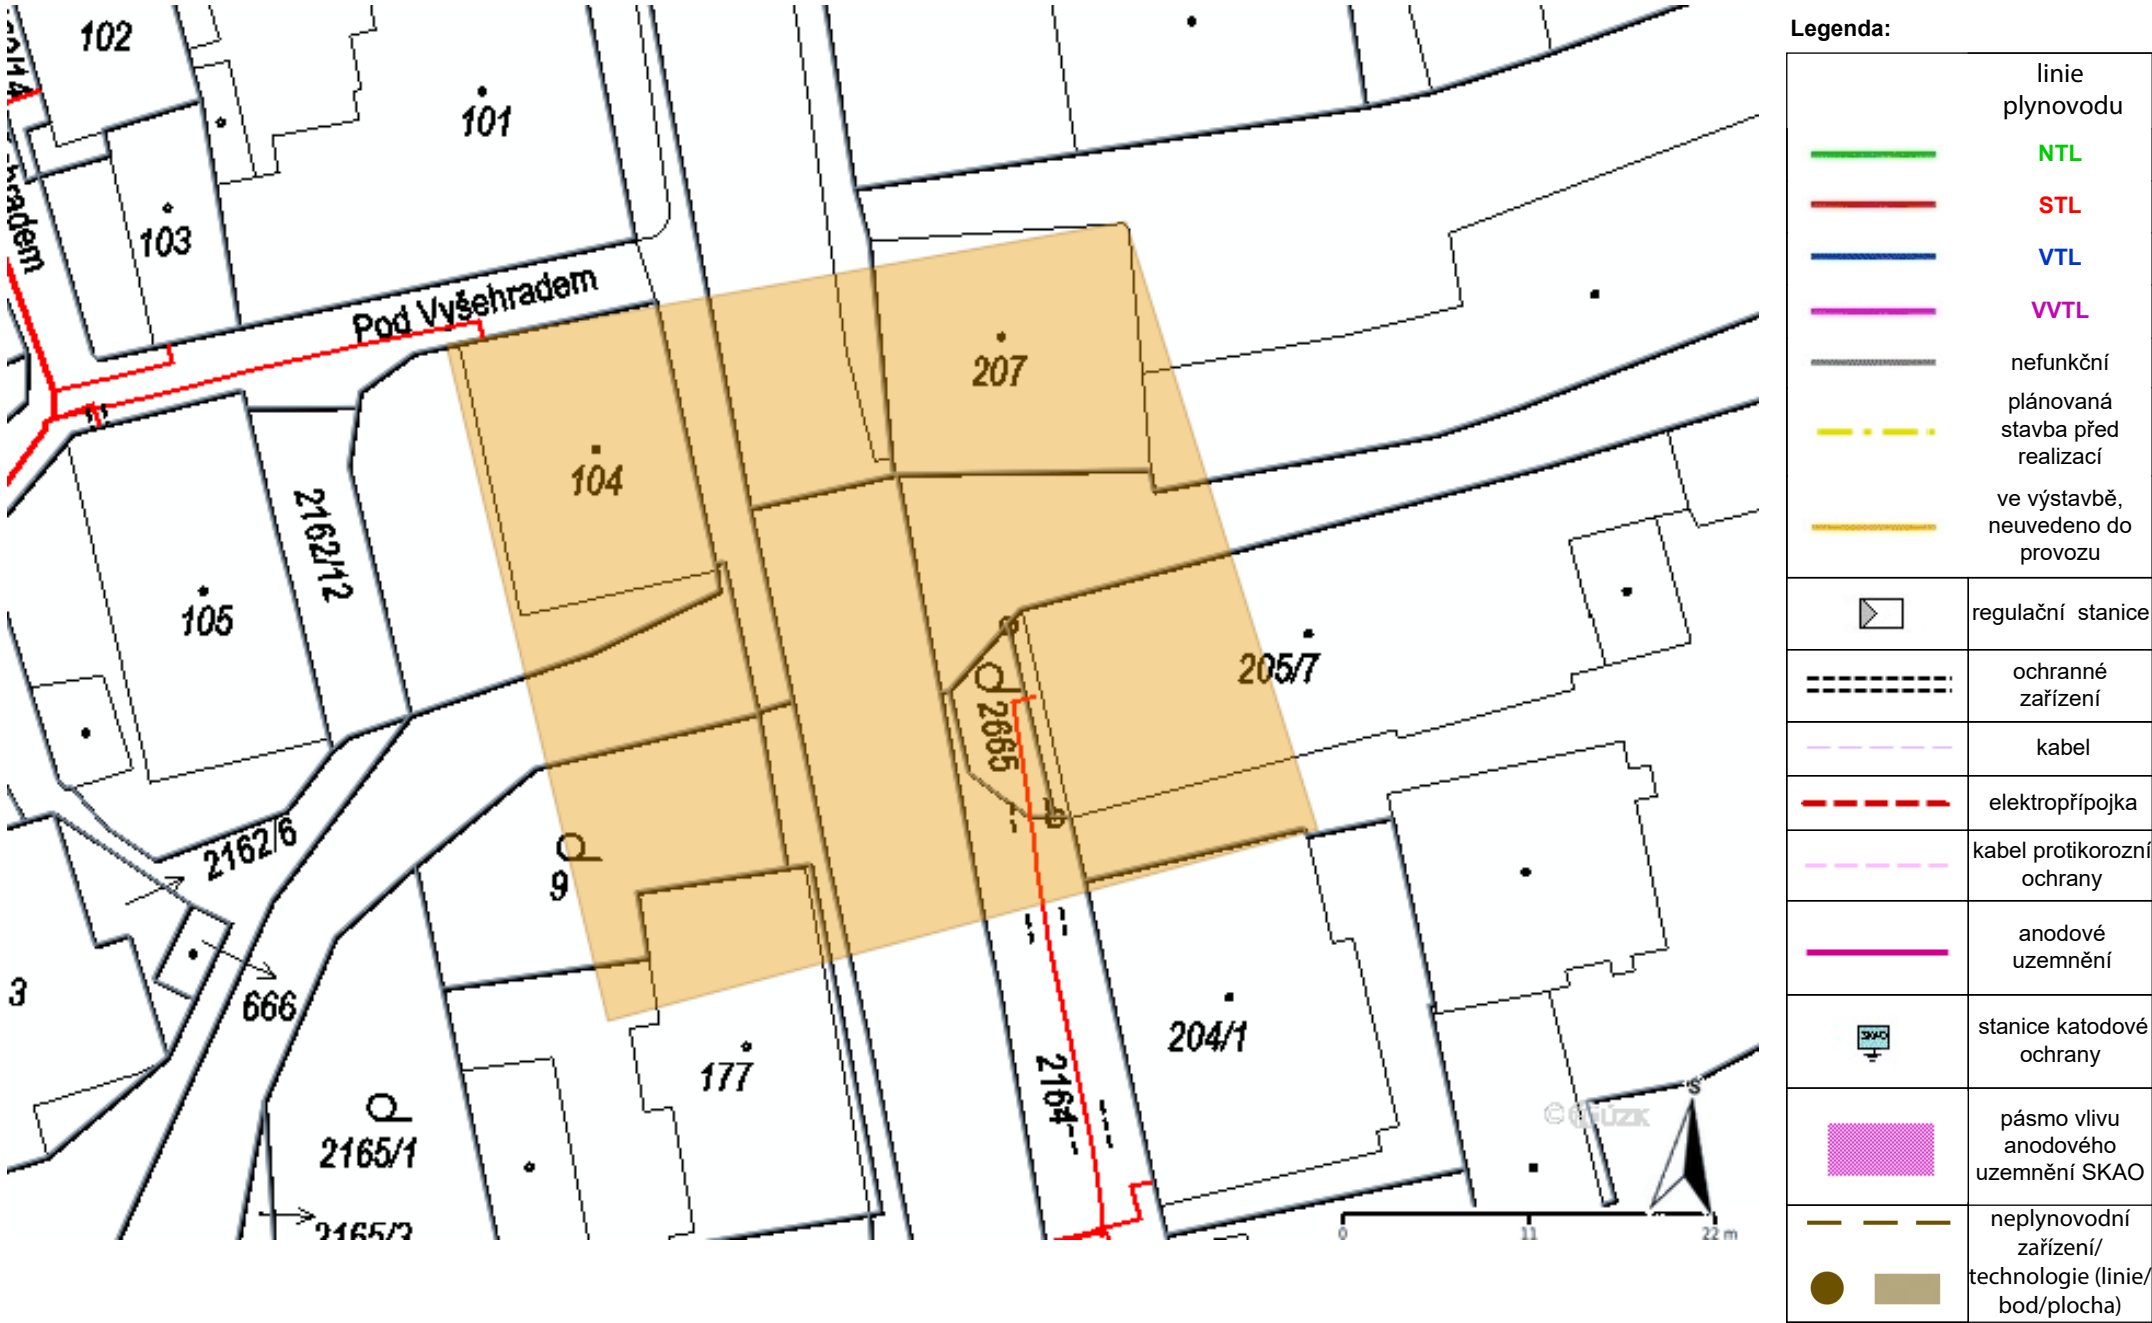 102
101
103
Pod Vyšehradem
207
104
2162/12
105
205/7
2665
2162/6
9
3
666
204/1
177
2164
2165/1
2165/3
S
0
11
22 m
Legenda:
linie
plynovodu
NTL
STL
VTL
VVTL
nefunkční
plánovaná
stavba před
realizací
ve výstavbě,
neuvedeno do
provozu
regulační stanice
ochranné
zařízení
kabel
elektropřípojka
kabel protikorozní
ochrany
anodové
uzemnění
SKAO
stanice katodové
ochrany
pásmo vlivu
anodového
uzemnění SKAO
neplynovodní
zařízení/
technologie (linie/
bod/plocha)